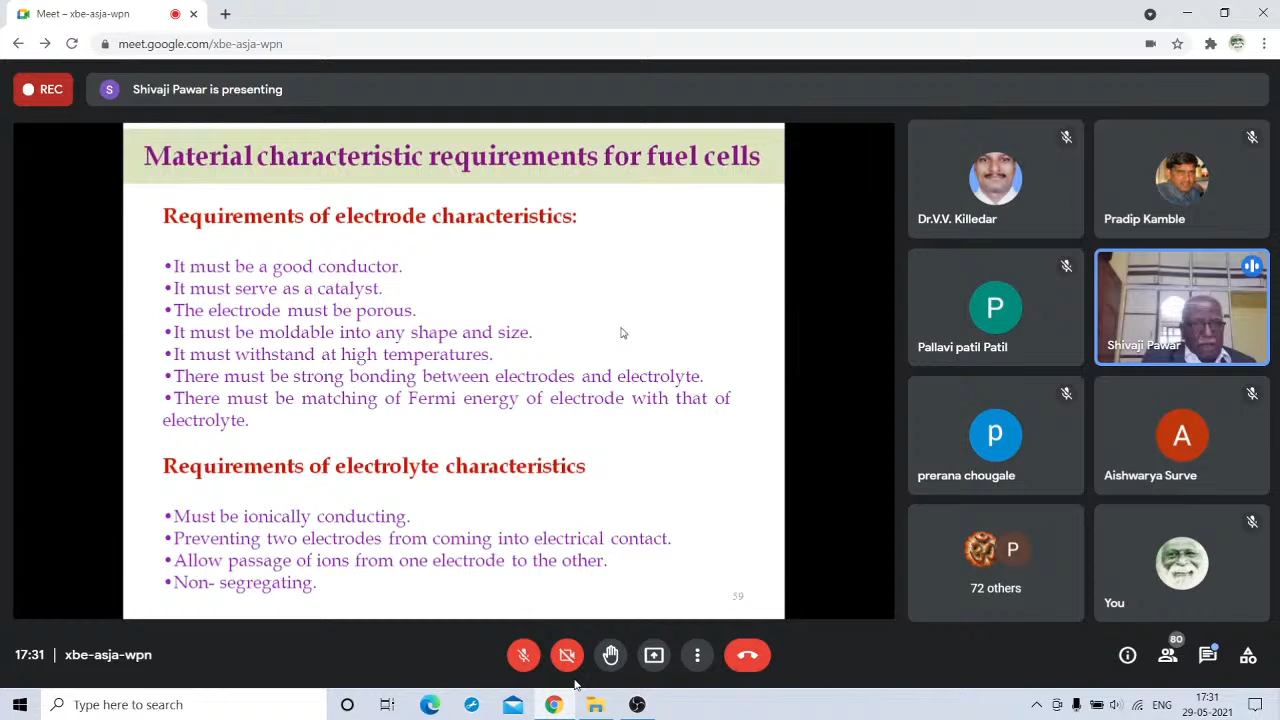 Meet – xbe-asja-wpn
meet.google.com/xbe-asja-wpn
REC
S
Shivaji Pawar is presenting
Material characteristic requirements for fuel cells
Requirements of electrode characteristics:
•It must be a good conductor.
•It must serve as a catalyst.
•The electrode must be porous.
•It must be moldable into any shape and size.
•It must withstand at high temperatures.
•There must be strong bonding between electrodes and electrolyte.
•There must be matching of Fermi energy of electrode with that of
electrolyte.
Requirements of electrolyte characteristics
•Must be ionically conducting.
•Preventing two electrodes from coming into electrical contact.
•Allow passage of ions from one electrode to the other.
•Non- segregating.
59
Dr.V.V. Killedar
Pradip Kamble
P
Pallavi patil Patil
Shivaji Pawar
p
prerana chougale
A
Aishwarya Surve
P
72 others
You
17:31 | xbe-asja-wpn
80
Type here to search
ENG
17:31
29-05-2021